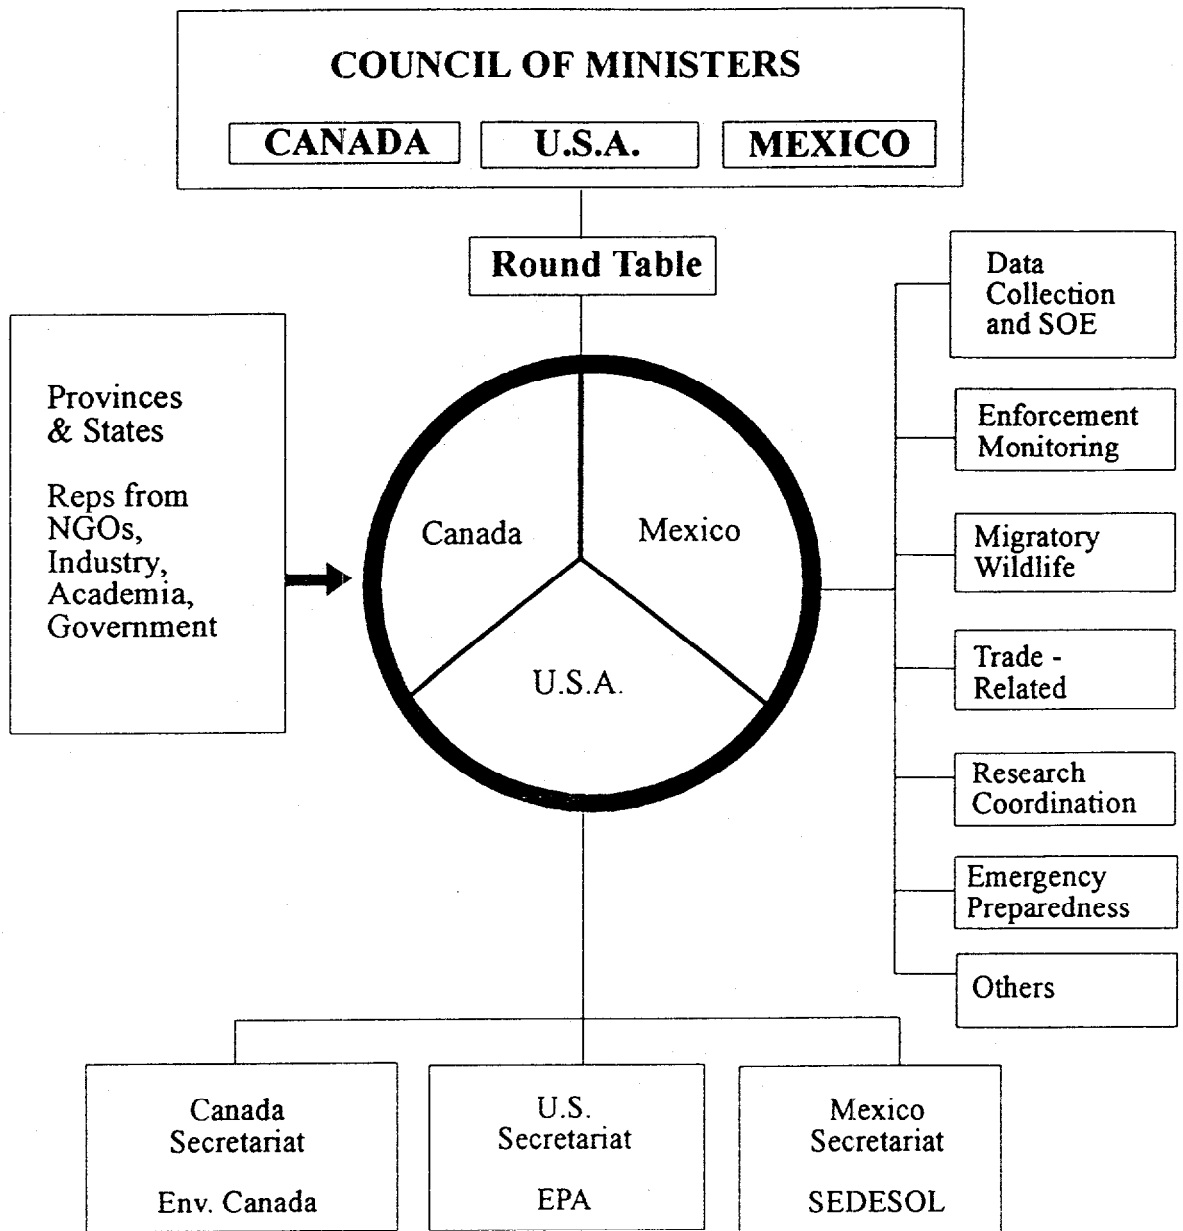 COUNCIL OF MINISTERS
CANADA
U.S.A.
MEXICO
Round Table
Provinces
& States
Reps from
NGOs,
Industry,
Academia,
Government
Canada
Mexico
U.S.A.
Data
Collection
and SOE
Enforcement
Monitoring
Migratory
Wildlife
Trade -
Related
Research
Coordination
Emergency
Preparedness
Others
Canada
Secretariat
Env. Canada
U.S.
Secretariat
EPA
Mexico
Secretariat
SEDESOL